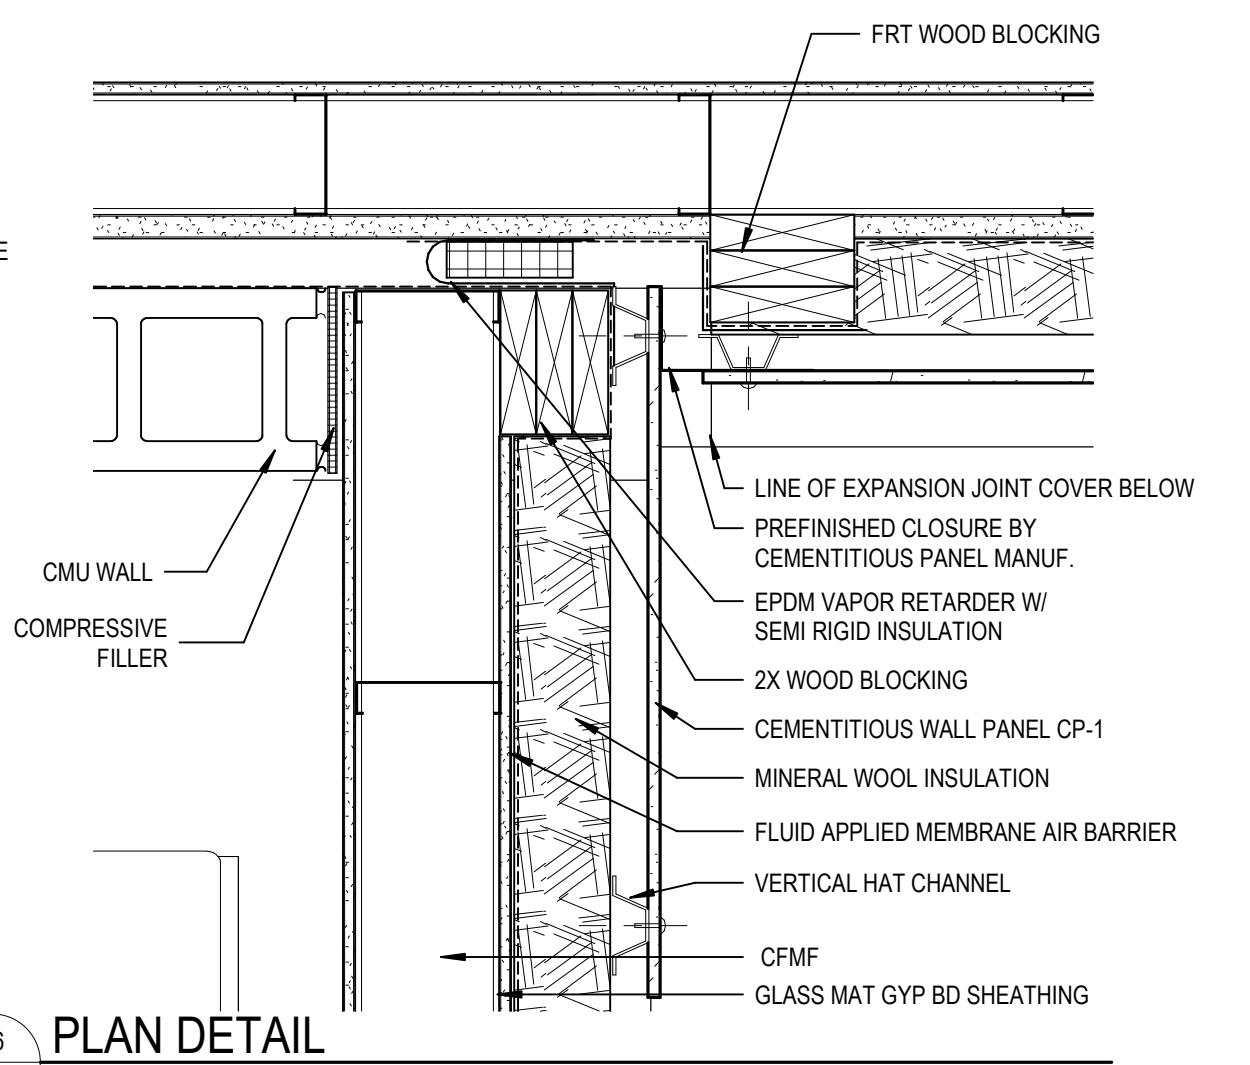 FRT WOOD BLOCKING
E
LINE OF EXPANSION JOINT COVER BELOW
PREFINISHED CLOSURE BY
CEMENTITIOUS PANEL MANUF.
CMU WALL
EPDM VAPOR RETARDER W/
SEMI RIGID INSULATION
COMPRESSIVE
FILLER
2X WOOD BLOCKING
CEMENTITIOUS WALL PANEL CP-1
MINERAL WOOL INSULATION
FLUID APPLIED MEMBRANE AIR BARRIER
VERTICAL HAT CHANNEL
CFMF
GLASS MAT GYP BD SHEATHING
PLAN DETAIL